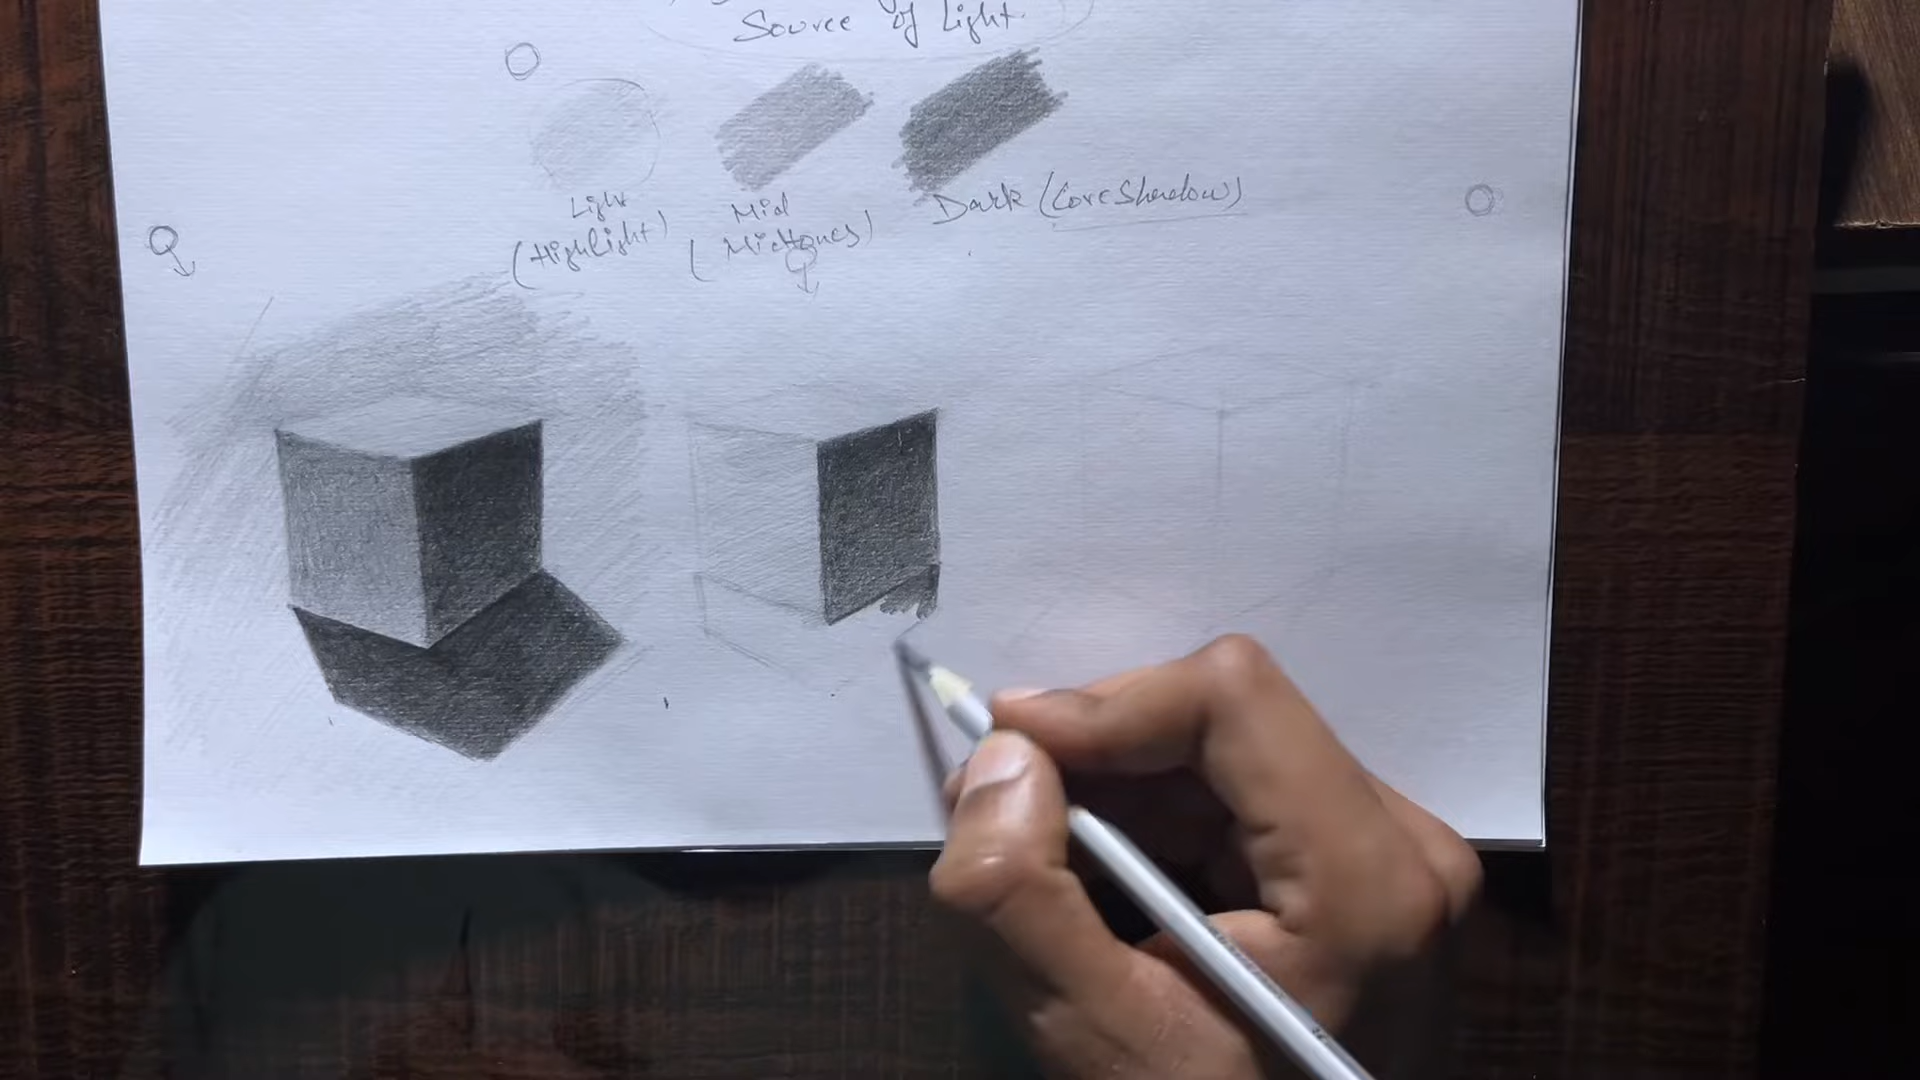 Source of Light
Light
(Highlight)
Mid
(Midtones)
Dark (Core Shadow)